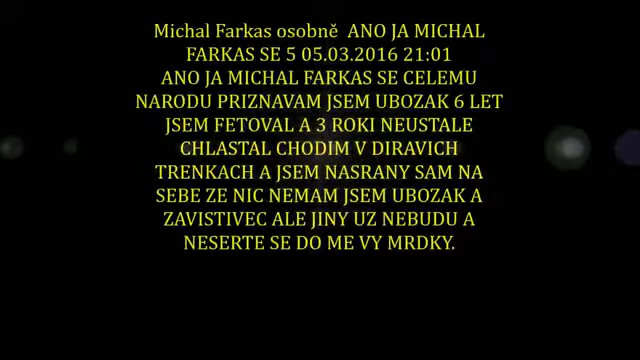 Michal Farkas osobně  ANO JA MICHAL
FARKAS SE 5 05.03.2016 21:01
ANO JA MICHAL FARKAS SE CELEMU
NARODU PRIZNAVAM JSEM UBOZAK 6 LET
JSEM FETOVAL A 3 ROKI NEUSTALE
CHLASTAL CHODIM V DIRAVICH
TRENKACH A JSEM NASRANY SAM NA
SEBE ZE NIC NEMAM JSEM UBOZAK A
ZAVISTIVEC ALE JINY UZ NEBUDU A
NESERTE SE DO ME VY MRDKY.